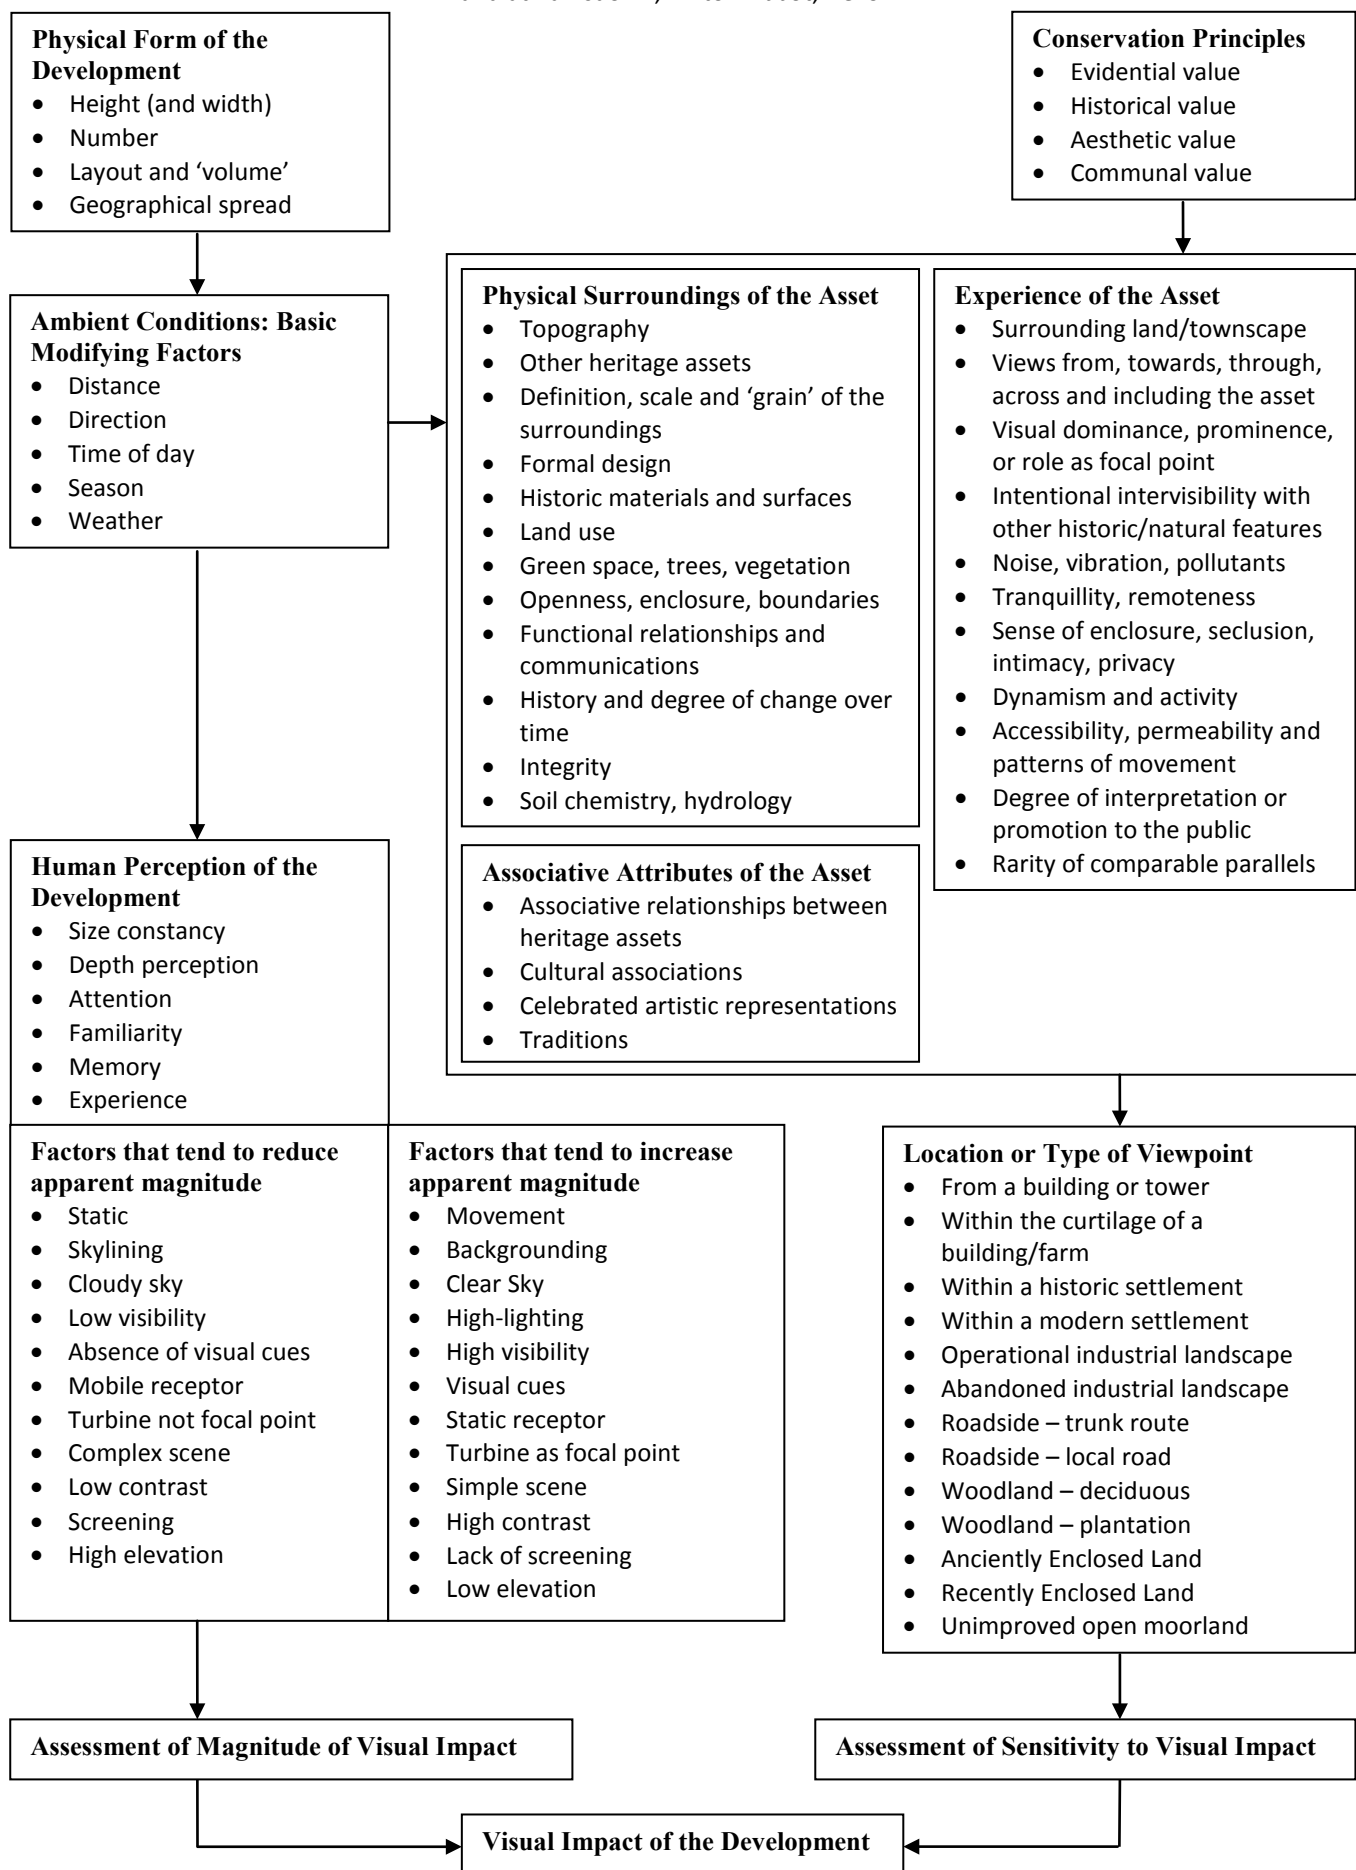 Physical Form of the
Development
• Height (and width)
• Number
• Layout and ‘volume’
• Geographical spread
Conservation Principles
• Evidential value
• Historical value
• Aesthetic value
• Communal value
Ambient Conditions: Basic
Modifying Factors
• Distance
• Direction
• Time of day
• Season
• Weather
Physical Surroundings of the Asset
• Topography
• Other heritage assets
• Definition, scale and ‘grain’ of the
surroundings
• Formal design
• Historic materials and surfaces
• Land use
• Green space, trees, vegetation
• Openness, enclosure, boundaries
• Functional relationships and
communications
• History and degree of change over
time
• Integrity
• Soil chemistry, hydrology
Experience of the Asset
• Surrounding land/townscape
• Views from, towards, through,
across and including the asset
• Visual dominance, prominence,
or role as focal point
• Intentional intervisibility with
other historic/natural features
• Noise, vibration, pollutants
• Tranquillity, remoteness
• Sense of enclosure, seclusion,
intimacy, privacy
• Dynamism and activity
• Accessibility, permeability and
patterns of movement
• Degree of interpretation or
promotion to the public
• Rarity of comparable parallels
Associative Attributes of the Asset
• Associative relationships between
heritage assets
• Cultural associations
• Celebrated artistic representations
• Traditions
Human Perception of the
Development
• Size constancy
• Depth perception
• Attention
• Familiarity
• Memory
• Experience
Factors that tend to reduce
apparent magnitude
• Static
• Skylining
• Cloudy sky
• Low visibility
• Absence of visual cues
• Mobile receptor
• Turbine not focal point
• Complex scene
• Low contrast
• Screening
• High elevation
Factors that tend to increase
apparent magnitude
• Movement
• Backgrounding
• Clear Sky
• High-lighting
• High visibility
• Visual cues
• Static receptor
• Turbine as focal point
• Simple scene
• High contrast
• Lack of screening
• Low elevation
Location or Type of Viewpoint
• From a building or tower
• Within the curtilage of a
building/farm
• Within a historic settlement
• Within a modern settlement
• Operational industrial landscape
• Abandoned industrial landscape
• Roadside – trunk route
• Roadside – local road
• Woodland – deciduous
• Woodland – plantation
• Anciently Enclosed Land
• Recently Enclosed Land
• Unimproved open moorland
Assessment of Magnitude of Visual Impact
Assessment of Sensitivity to Visual Impact
Visual Impact of the Development